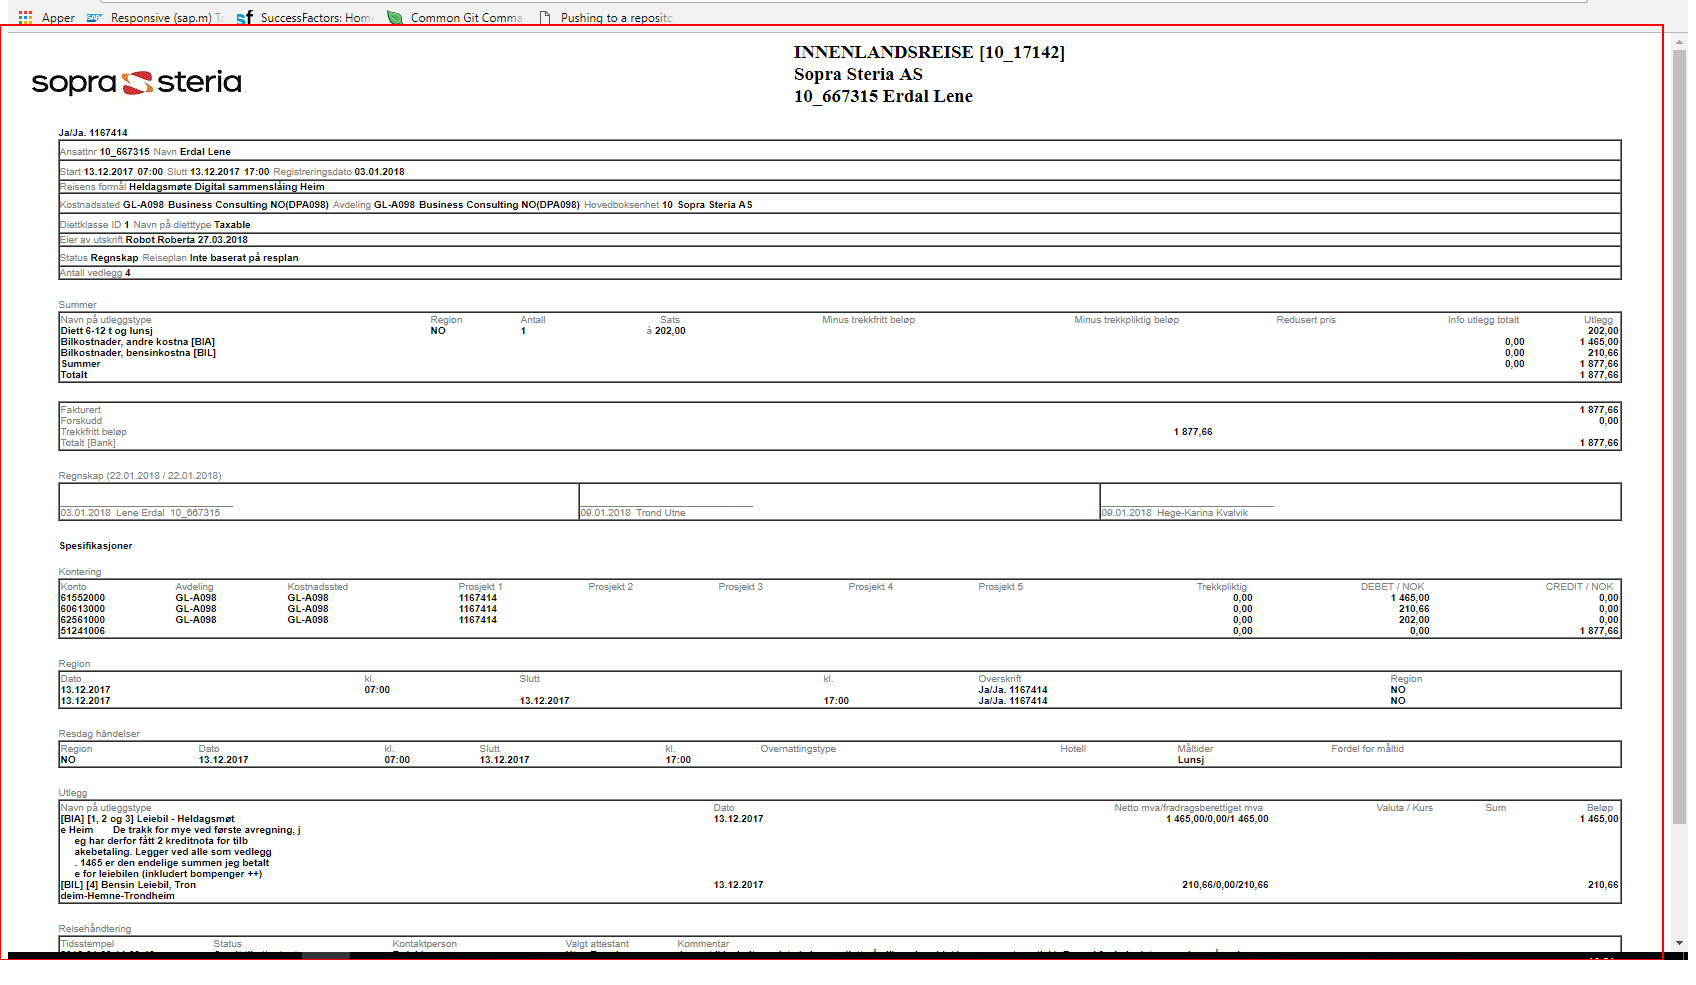 Apper Responsive (sap.m) Ta SuccessFactors: Home Common Git Comma Pushing to a reposito
INNENLANDSREISE [10_17142]
Sopra Steria AS
10_667315 Erdal Lene
sopra steria
Ja/Ja. 1167414
Ansattnr 10_667315 Navn Erdal Lene
Start 13.12.2017 07:00 Slutt 13.12.2017 17:00 Registreringsdato 03.01.2018
Reisens formål Heldagsmøte Digital sammenslåing Heim
Kostnadssted GL-A098 Business Consulting NO(DPA098) Avdeling GL-A098 Business Consulting NO(DPA098) Hovedboksenhet 10 Sopra Steria AS
Diettklasse ID 1 Navn på dietttype Taxable
Eier av utskrift Robot Roberta 27.03.2018
Status Regnskap Reiseplan Inte baserat på resplan
Antall vedlegg 4
Summer
Navn på utleggstype Region Antall Sats Minus trekkfritt beløp Minus trekkpliktig beløp Redusert pris Info utlegg totalt Utlegg
Diett 6-12 t og lunsj NO 1 à 202,00 202,00
Bilkostnader, andre kostna [BIA] 0,00 1 465,00
Bilkostnader, bensinkostna [BIL] 0,00 210,66
Summer 0,00 1 877,66
Totalt 1 877,66
Fakturert 1 877,66
Forskudd 0,00
Trekkfritt beløp 1 877,66
Totalt [Bank] 1 877,66
Regnskap (22.01.2018 / 22.01.2018)
03.01.2018 Lene Erdal 10_667315 09.01.2018 Trond Utne 09.01.2018 Hege-Karina Kvalvik
Spesifikasjoner
Kontering
Konto Avdeling Kostnadssted Prosjekt 1 Prosjekt 2 Prosjekt 3 Prosjekt 4 Prosjekt 5 Trekkpliktig DEBET / NOK CREDIT / NOK
61552000 GL-A098 GL-A098 1167414 0,00 1 465,00 0,00
60613000 GL-A098 GL-A098 1167414 0,00 210,66 0,00
62561000 GL-A098 GL-A098 1167414 0,00 202,00 0,00
51241006 0,00 0,00 1 877,66
Region
Dato kl. Slutt kl. Overskrift Region
13.12.2017 07:00 Ja/Ja. 1167414 NO
13.12.2017 13.12.2017 17:00 Ja/Ja. 1167414 NO
Resdag händelser
Region Dato kl. Slutt kl. Overnattingstype Hotell Måltider Fordel for måltid
NO 13.12.2017 07:00 13.12.2017 17:00 Lunsj
Utlegg
Navn på utleggstype Dato Netto mva/fradragsberettiget mva Valuta / Kurs Sum Beløp
[BIA] [1, 2 og 3] Leiebil - Heldagsmøt 13.12.2017 1 465,00/0,00/1 465,00 1 465,00
e Heim De trakk for mye ved første avregning, j
eg har derfor fått 2 kreditnota for tilb
akebetaling. Legger ved alle som vedlegg
. 1465 er den endelige summen jeg betalt
e for leiebilen (inkludert bompenger ++)
[BIL] [4] Bensin Leiebil, Tron 13.12.2017 210,66/0,00/210,66 210,66
deim-Hemne-Trondheim
Reisehåndtering
Tidsstempel Status Kontaktperson Valgt attestant Kommentar